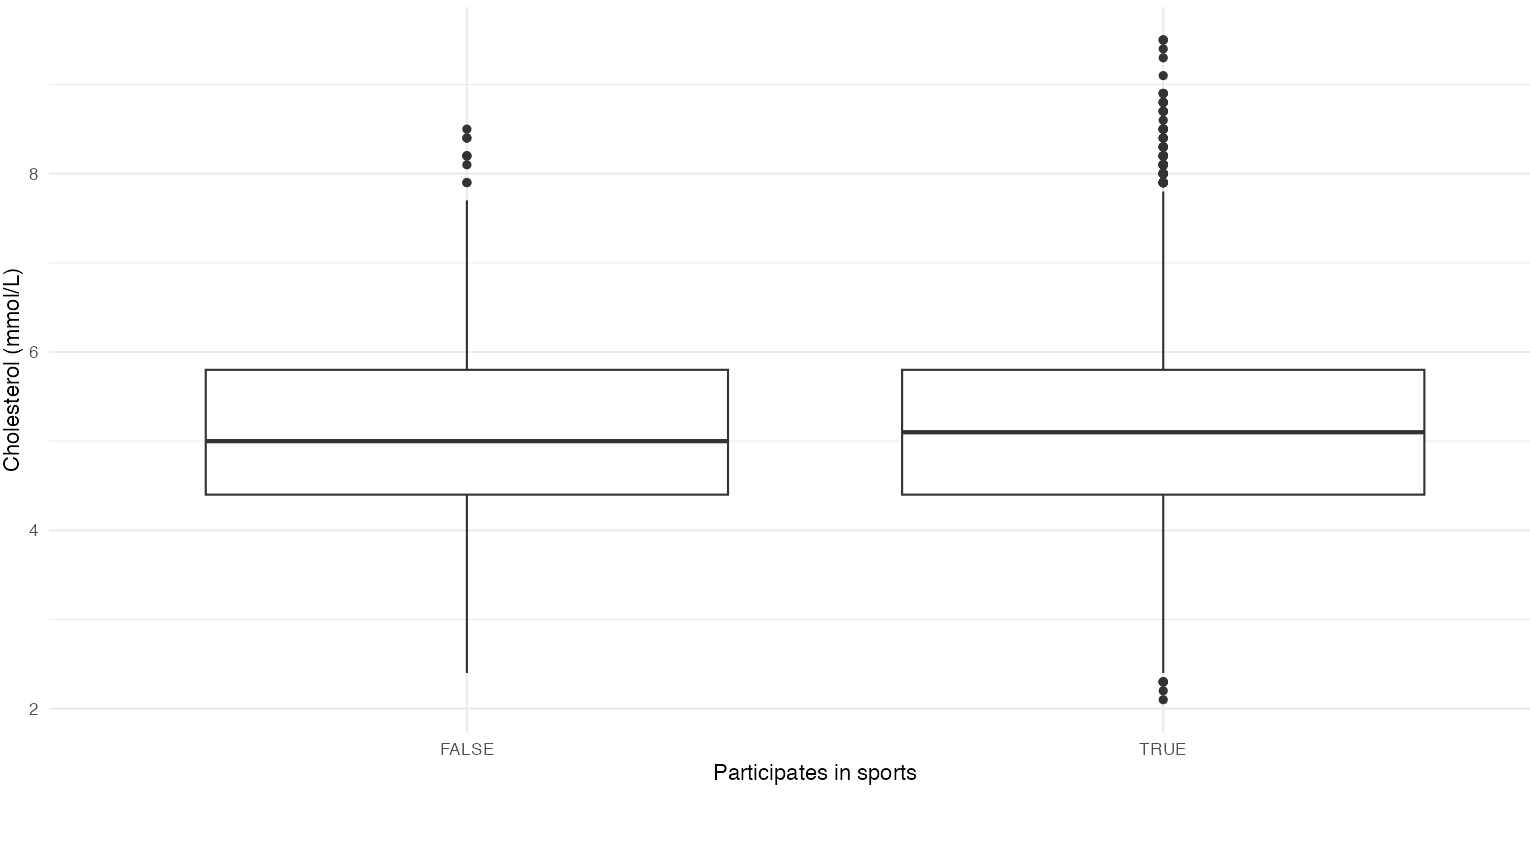 Cholesterol (mmol/L)
8
6
4
2
FALSE
TRUE
Participates in sports